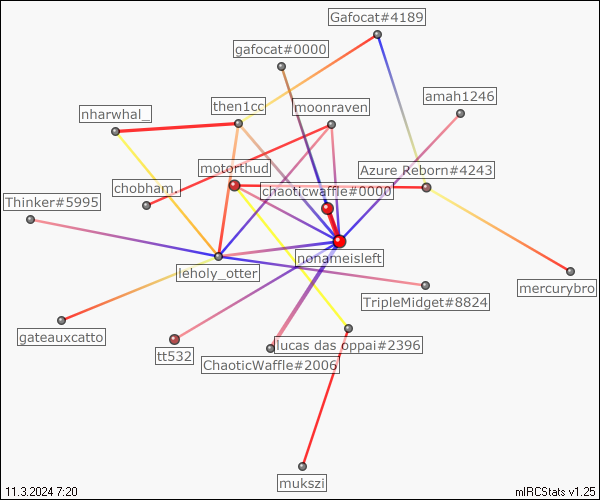 Gafocat#4189
gafocat#0000
amah1246
then1cc
moonraven
nharwhal_
motorthud
Azure Reborn#4243
chobham.
chaoticwaffle#0000
Thinker#5995
nonameisleft
leholy_otter
mercurybro
TripleMidget#8824
gateauxcatto
lucas das oppai#2396
tt532
ChaoticWaffle#2006
mukszi
11.3.2024 7:20
mIRCStats v1.25